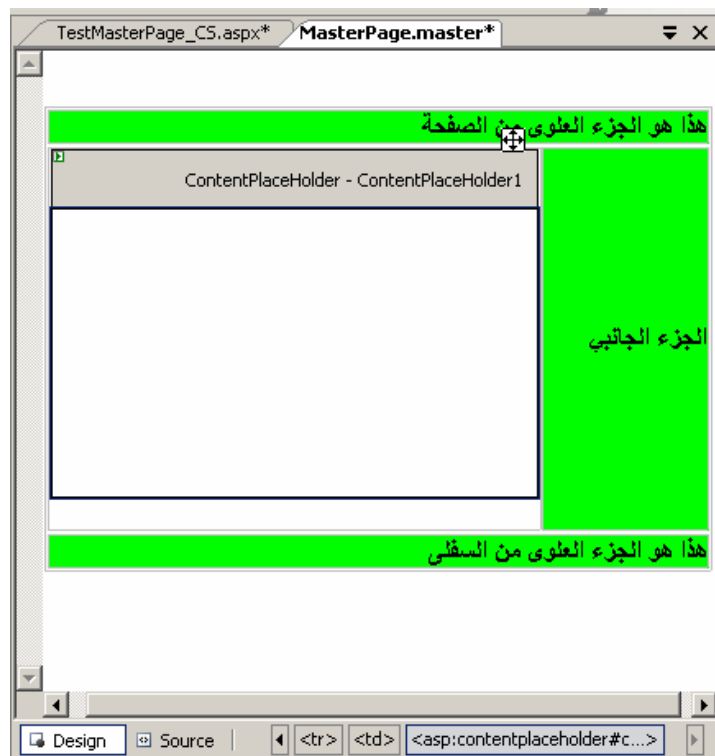 TestMasterPage_CS.aspx* MasterPage.master*
هذا هو الجزء العلوى من الصفحة
ContentPlaceHolder - ContentPlaceHolder1
الجزء الجانبي
هذا هو الجزء العلوى من السفلى
Design Source <tr> <td> <asp:contentplaceholder#c...>